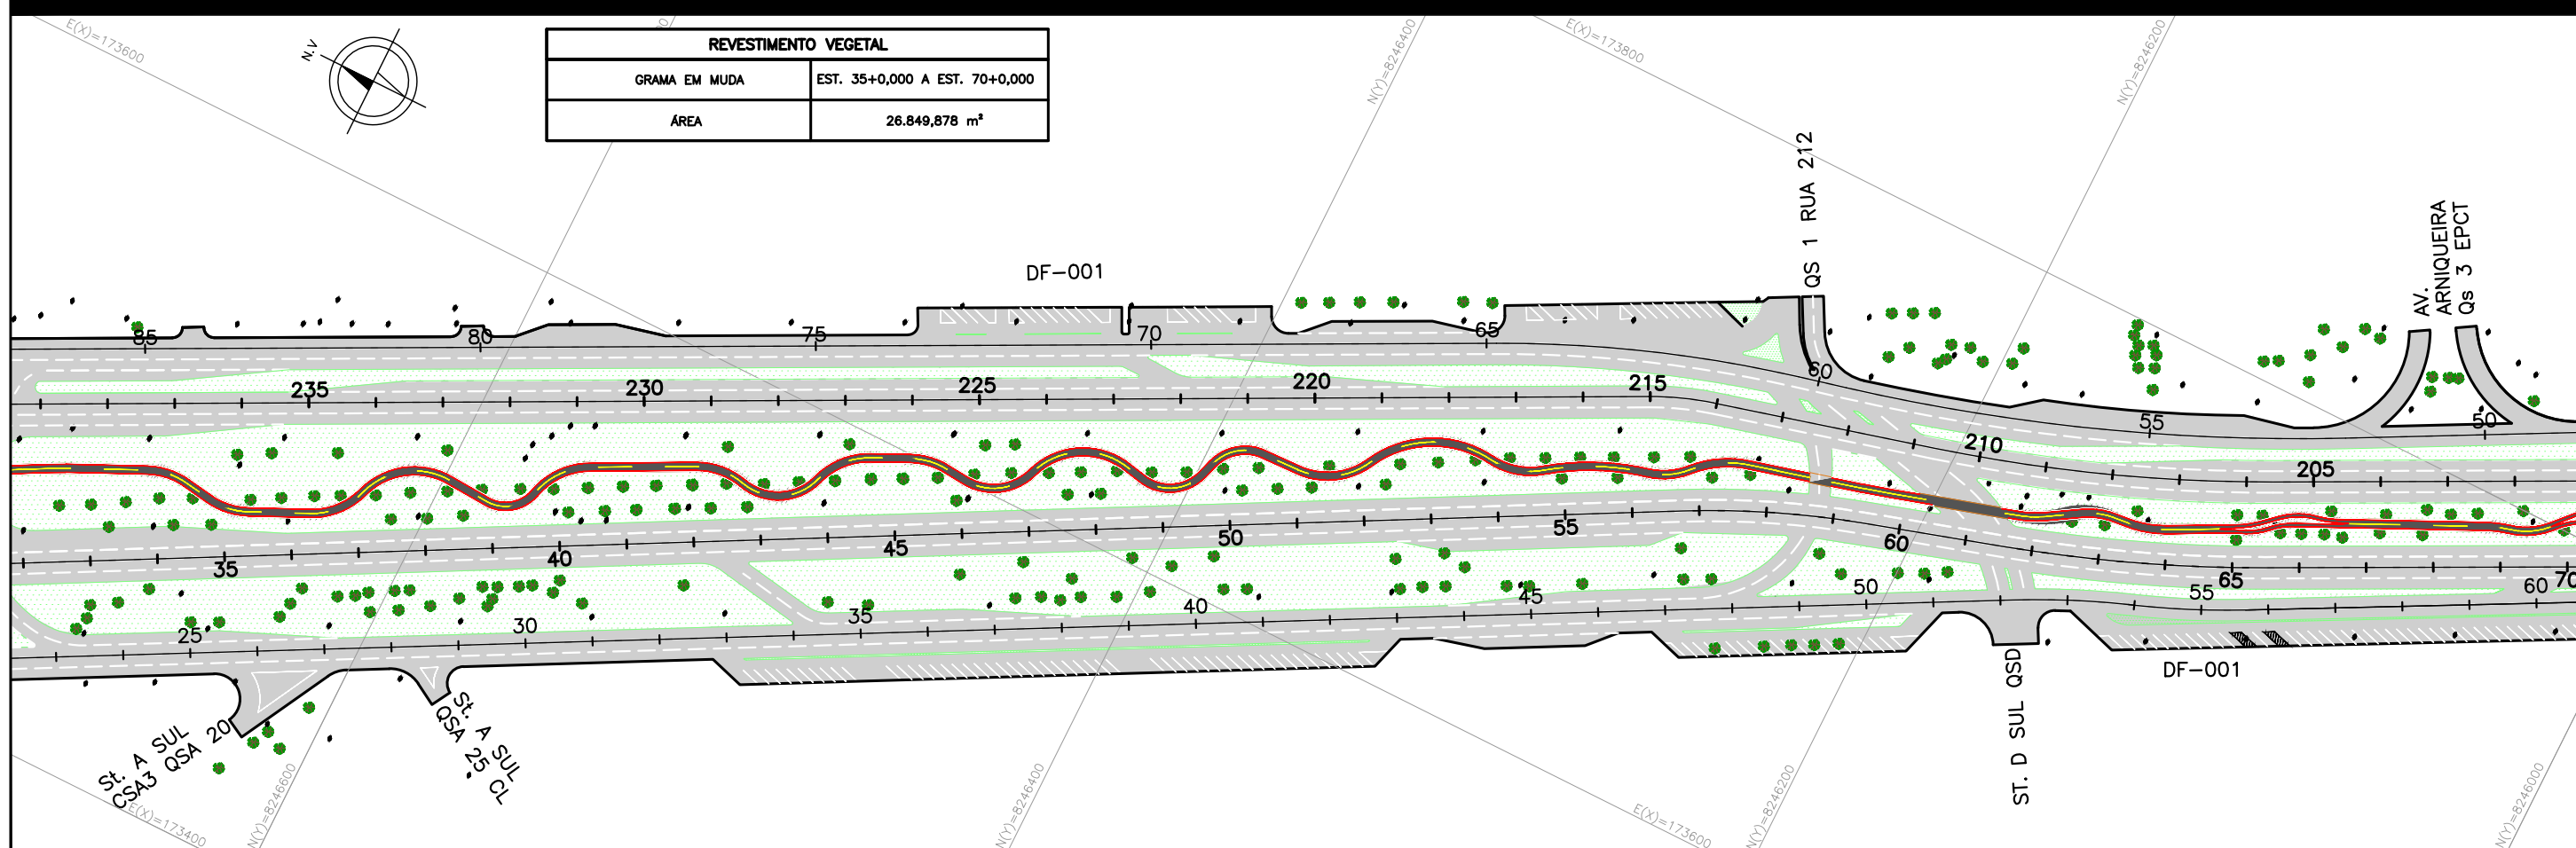 E(X)=173600
N.V
REVESTIMENTO VEGETAL
GRAMA EM MUDA
EST. 35+0,000 A EST. 70+0,000
ÁREA
26.849,878 m²
N(Y)=8246400
E(X)=173800
N(Y)=8246200
QS 1 RUA 212
AV.
ARNIQUEIRA
Qs 3 EPCT
DF-001
85
80
75
70
65
60
55
50
235
230
225
220
215
210
205
35
40
45
50
55
60
65
70
25
30
35
40
45
50
55
60
St. A SUL
CSA3 QSA 20
St. A SUL
QSA 25 CL
ST. D SUL QSD
DF-001
E(X)=173400
N(Y)=8246600
N(Y)=8246400
E(X)=173600
N(Y)=8246200
N(Y)=8246000